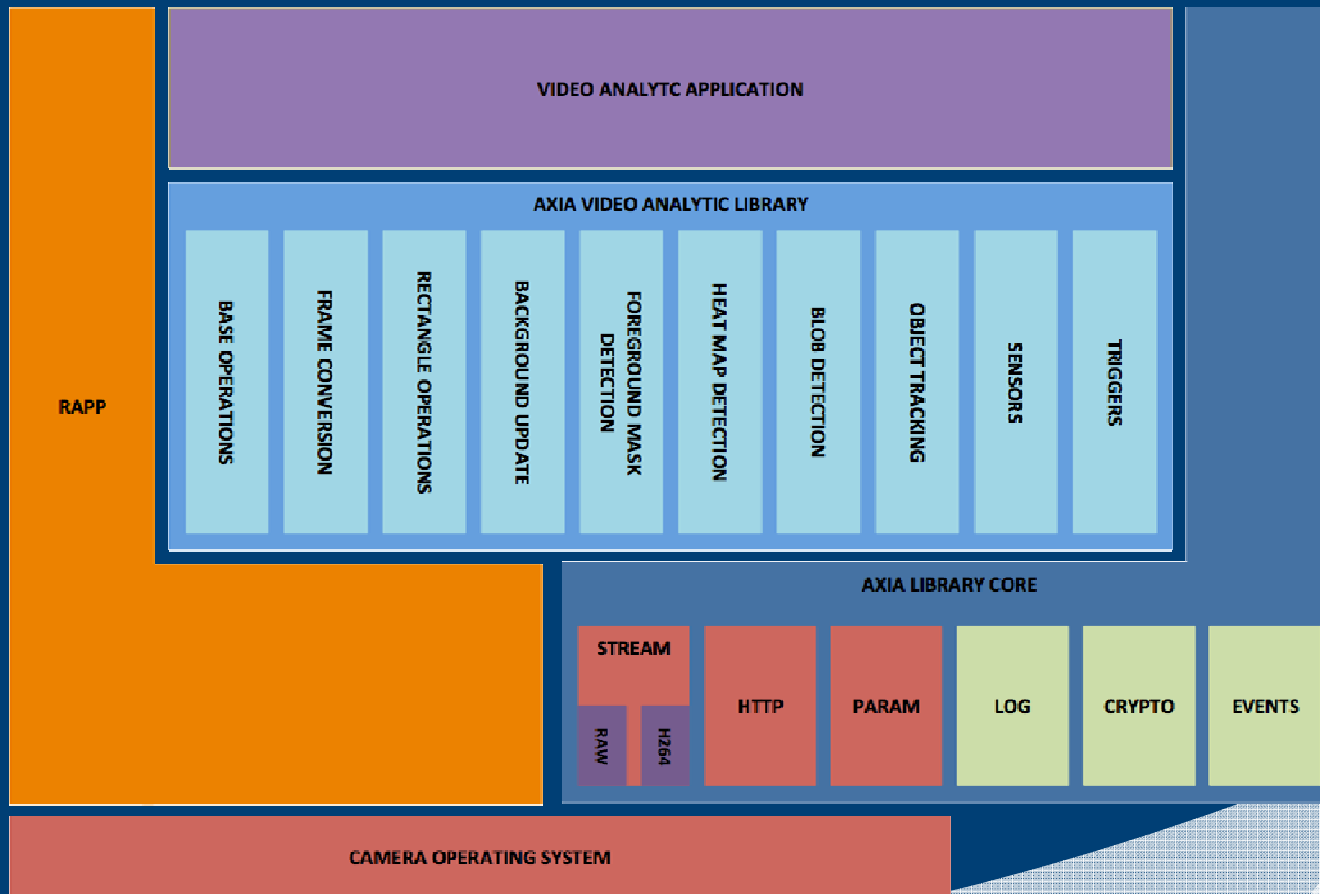 VIDEO ANALYTC APPLICATION
AXIA VIDEO ANALYTIC LIBRARY
BASE OPERATIONS
FRAME CONVERSION
RECTANGLE OPERATIONS
BACKGROUND UPDATE
FOREGROUND MASK
DETECTION
HEAT MAP DETECTION
BLOB DETECTION
OBJECT TRACKING
SENSORS
TRIGGERS
RAPP
AXIA LIBRARY CORE
STREAM
RAW
H264
HTTP
PARAM
LOG
CRYPTO
EVENTS
CAMERA OPERATING SYSTEM